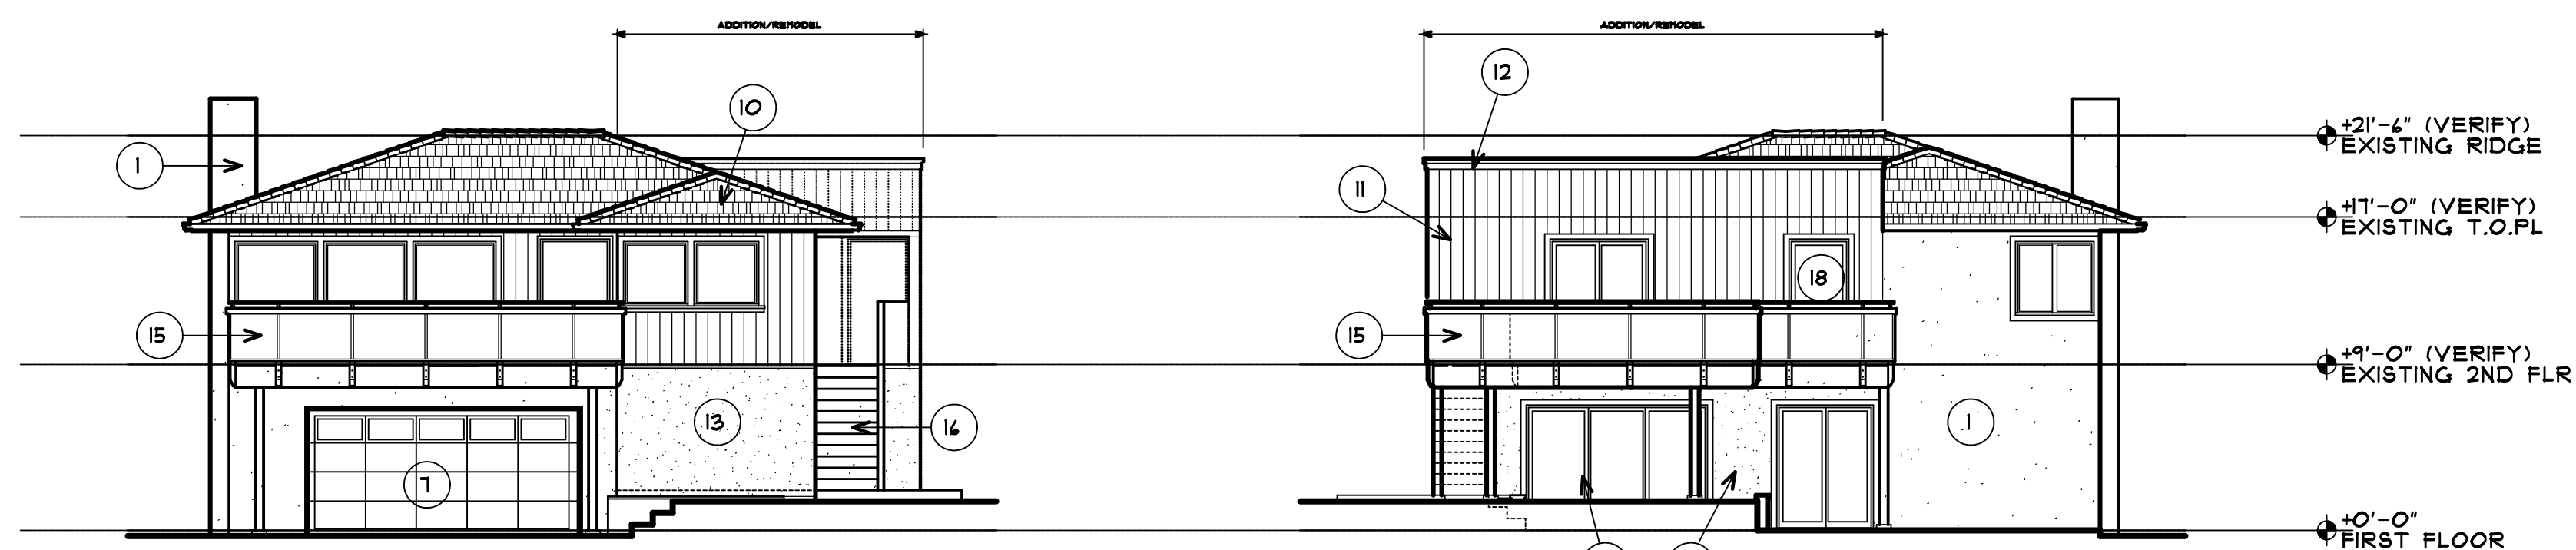 ADDITION/REMODEL
ADDITION/REMODEL
12
10
+21'-6" (VERIFY)
EXISTING RIDGE
1
11
+17'-0" (VERIFY)
EXISTING T.O.PL
18
15
15
+9'-0" (VERIFY)
EXISTING 2ND FLR
13
16
1
7
+0'-0"
FIRST FLOOR